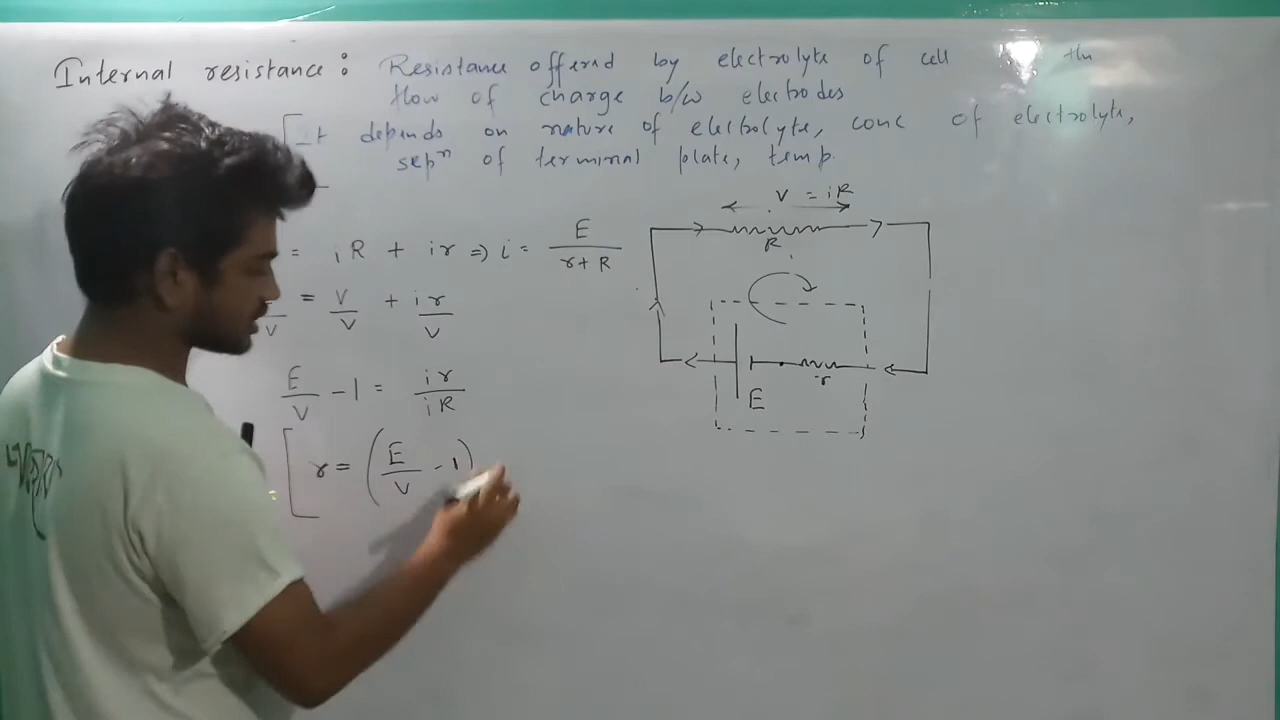 Internal resistance : Resistance offered by electrolyte of cell the
flow of charge b/w electrodes
It depends on nature of electrolyte, conc of electrolyte,
sepⁿ of terminal plate, temp.
V = iR
R
= iR + ir => i = E / r+R
V = V/V + ir/V
E/V - 1 = ir/iR
r
E
r = (E/V - 1)